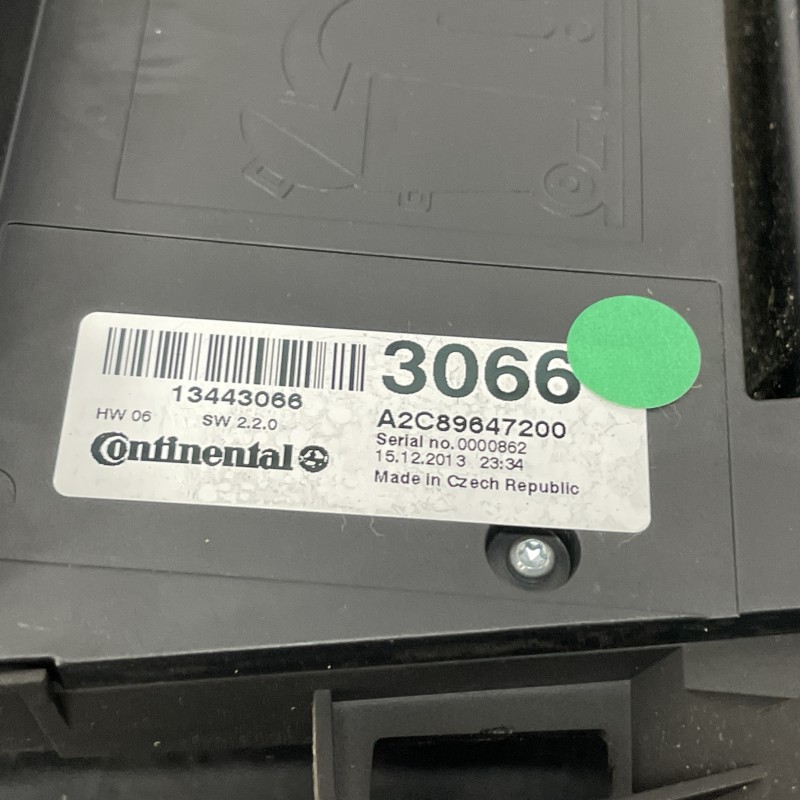 13443066
HW 06 SW 2.2.0
Continental
3066
A2C89647200
Serial no.0000862
15.12.2013 23:34
Made in Czech Republic